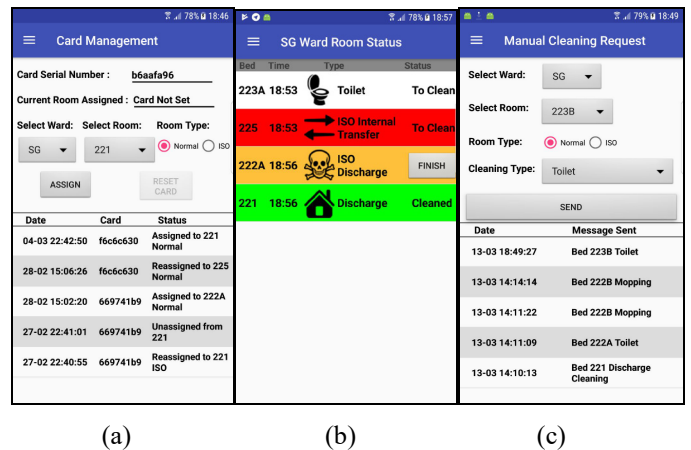 78% 18:46
Card Management
Card Serial Number : b6aafa96
Current Room Assigned : Card Not Set
Select Ward: Select Room: Room Type:
SG 221 Normal ISO
ASSIGN RESET CARD
Date Card Status
04-03 22:42:50 f6c6c630 Assigned to 221 Normal
28-02 15:06:26 f6c6c630 Reassigned to 225 Normal
28-02 15:02:20 669741b9 Assigned to 222A Normal
27-02 22:41:01 669741b9 Unassigned from 221
27-02 22:40:55 669741b9 Reassigned to 221 ISO
(a)
78% 18:57
SG Ward Room Status
Bed Time Type Status
223A 18:53 Toilet To Clean
225 18:53 ISO Internal Transfer To Clean
222A 18:56 ISO Discharge FINISH
221 18:56 Discharge Cleaned
(b)
79% 18:49
Manual Cleaning Request
Select Ward: SG
Select Room: 223B
Room Type: Normal ISO
Cleaning Type: Toilet
SEND
Date Message Sent
13-03 18:49:27 Bed 223B Toilet
13-03 14:14:14 Bed 222B Mopping
13-03 14:11:22 Bed 222B Mopping
13-03 14:11:09 Bed 222A Toilet
13-03 14:10:13 Bed 221 Discharge Cleaning
(c)